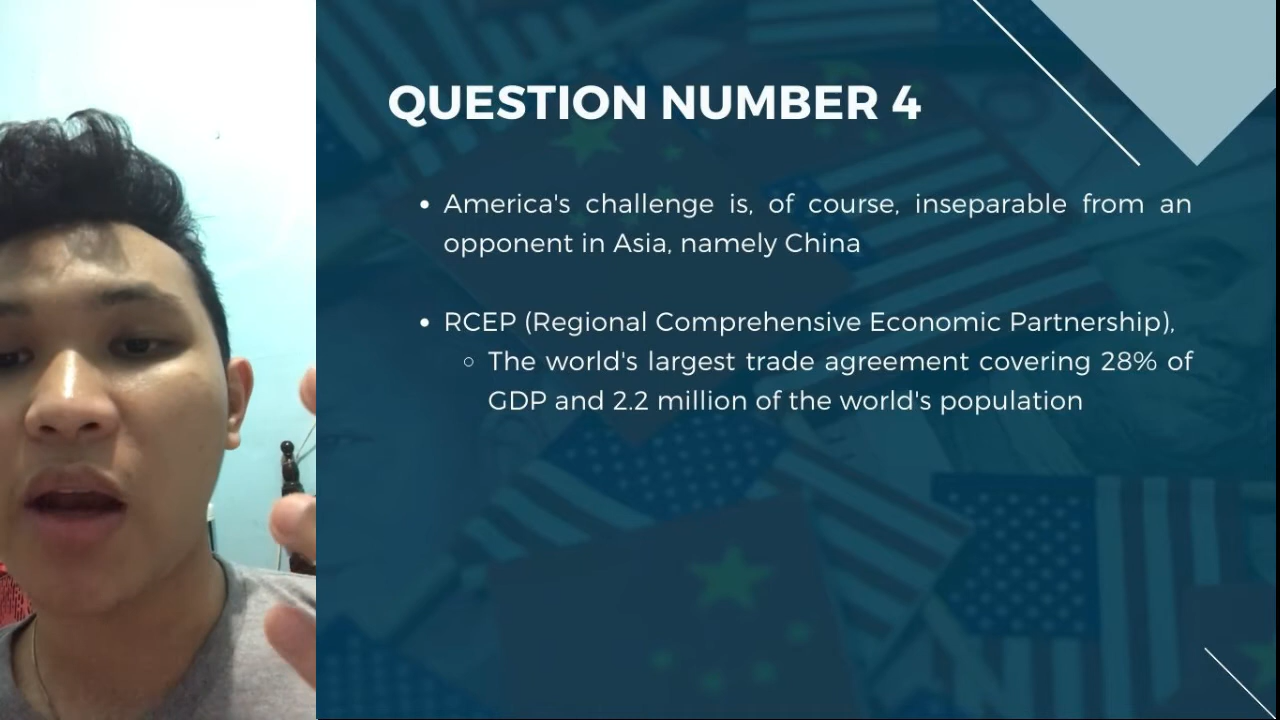 QUESTION NUMBER 4
• America's challenge is, of course, inseparable from an
opponent in Asia, namely China
• RCEP (Regional Comprehensive Economic Partnership),
○ The world's largest trade agreement covering 28% of
GDP and 2.2 million of the world's population